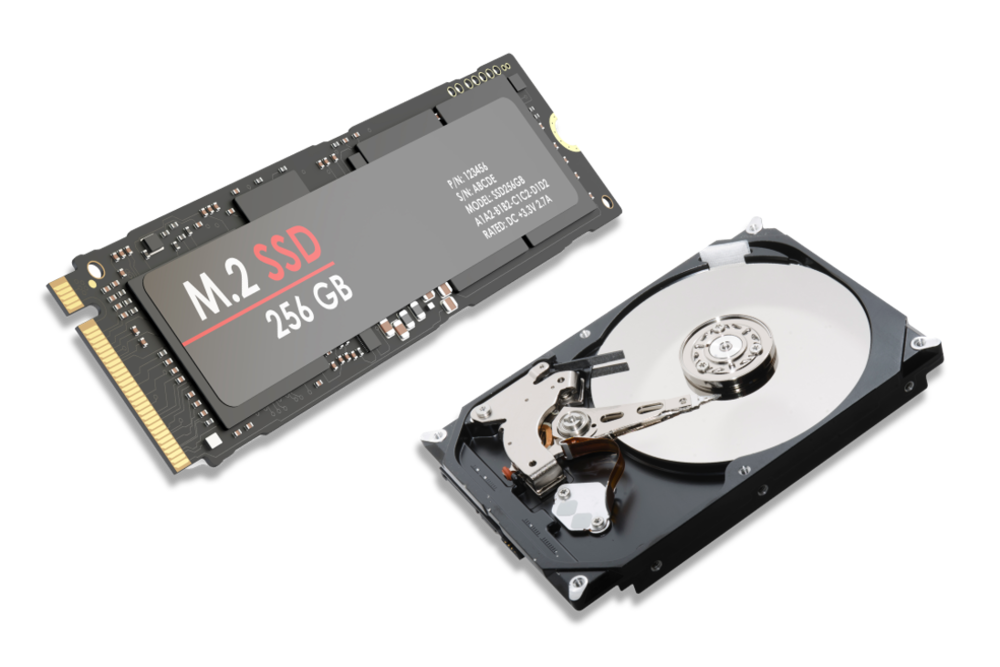 M.2 SSD
256 GB
P/N: 123456
S/N: ABCDE
MODEL: SSD256GB
A1A2-B1B2-C1C2-D1D2
RATED: DC +3.3V 2.7A